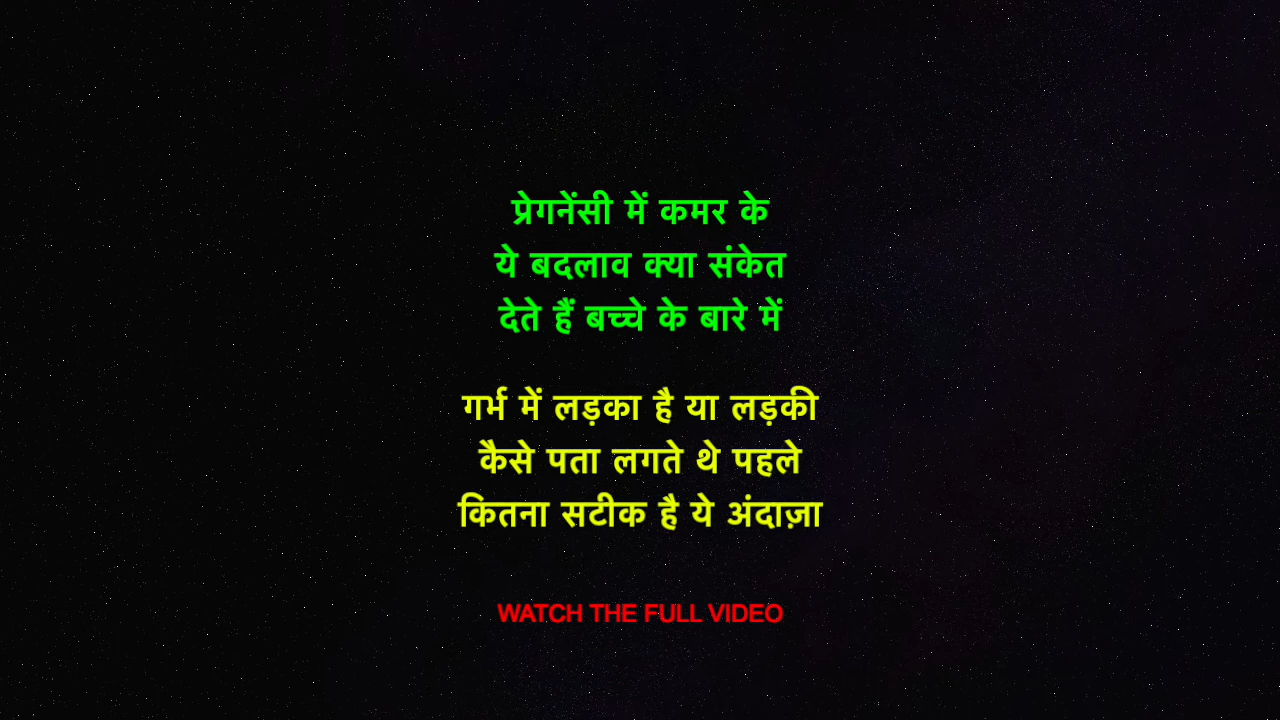 प्रेगनेंसी में कमर के
ये बदलाव क्या संकेत
देते हैं बच्चे के बारे में
गर्भ में लड़का है या लड़की
कैसे पता लगते थे पहले
कितना सटीक है ये अंदाज़ा
WATCH THE FULL VIDEO